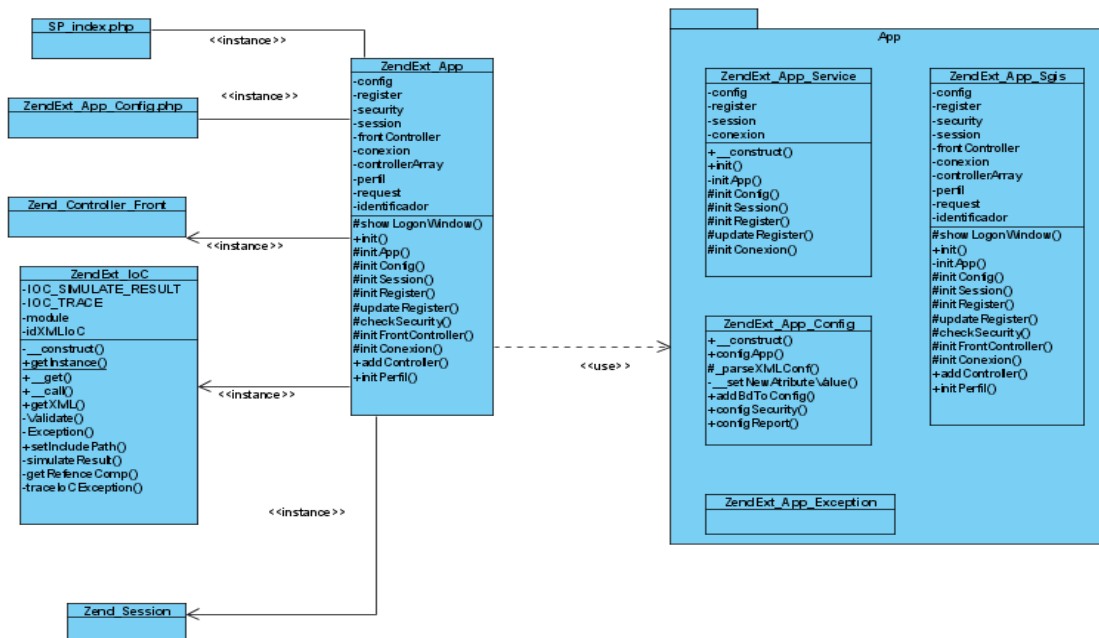 SP_index.php
<<instance>>
ZendExt_App_Config.php
<<instance>>
Zend_Controller_Front
<<instance>>
ZendExt_IoC
-IOC_SIMULATE_RESULT
-IOC_TRACE
-module
-idXMLIoC
-__construct()
+getInstance()
+__get()
+__call()
+getXML()
-Validate()
-Exception()
+setIncludePath()
-simulateResult()
-getRefenceComp()
-traceIoCException()
<<instance>>
<<instance>>
Zend_Session
ZendExt_App
-config
-register
-security
-session
-frontController
-conexion
-controllerArray
-perfil
-request
-identificador
#showLogonWindow()
+init()
#initApp()
#initConfig()
#initSession()
#initRegister()
#updateRegister()
#checkSecurity()
#initFrontController()
#initConexion()
+addController()
+initPerfil()
<<use>>
App
ZendExt_App_Service
-config
-register
-session
-conexion
+__construct()
+init()
-initApp()
#initConfig()
#initSession()
#initRegister()
#updateRegister()
#initConexion()
ZendExt_App_Config
+__construct()
+configApp()
#_parseXMLConf()
-__setNewAtributeValue()
+addBdToConfig()
+configSecurity()
+configReport()
ZendExt_App_Exception
ZendExt_App_Sgis
-config
-register
-security
-session
-frontController
-conexion
-controllerArray
-perfil
-request
-identificador
#showLogonWindow()
+init()
-initApp()
#initConfig()
#initSession()
#initRegister()
#updateRegister()
#checkSecurity()
#initFrontController()
#initConexion()
+addController()
+initPerfil()